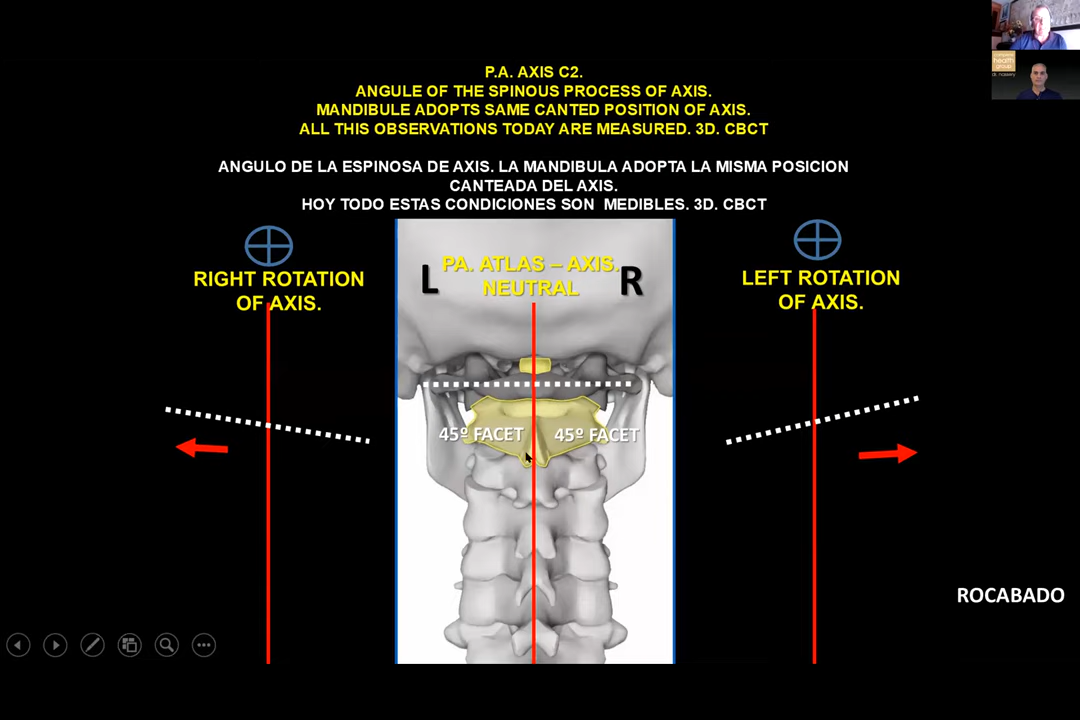 P.A. AXIS C2.
ANGULE OF THE SPINOUS PROCESS OF AXIS.
MANDIBULE ADOPTS SAME CANTED POSITION OF AXIS.
ALL THIS OBSERVATIONS TODAY ARE MEASURED. 3D. CBCT
ANGULO DE LA ESPINOSA DE AXIS. LA MANDIBULA ADOPTA LA MISMA POSICION
CANTEADA DEL AXIS.
HOY TODO ESTAS CONDICIONES SON MEDIBLES. 3D. CBCT
RIGHT ROTATION
OF AXIS.
L
PA. ATLAS – AXIS.
NEUTRAL
R
LEFT ROTATION
OF AXIS.
45º FACET
45º FACET
ROCABADO
health
group